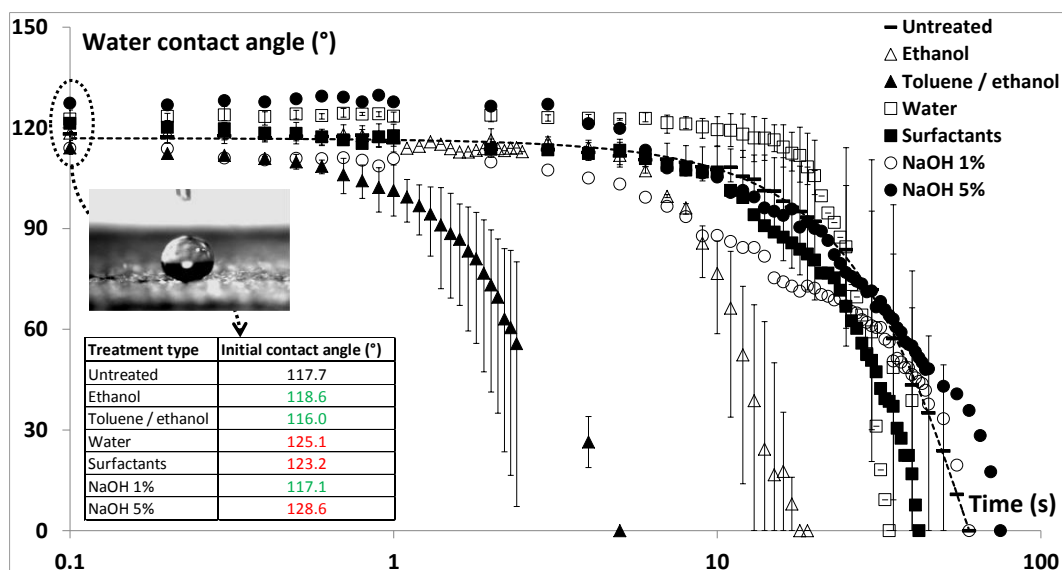 150
120
90
60
30
0
Water contact angle (°)
Untreated
Ethanol
Toluene / ethanol
Water
Surfactants
NaOH 1%
NaOH 5%
Treatment type Initial contact angle (°)
Untreated 117.7
Ethanol 118.6
Toluene / ethanol 116.0
Water 125.1
Surfactants 123.2
NaOH 1% 117.1
NaOH 5% 128.6
Time (s)
0.1 1 10 100